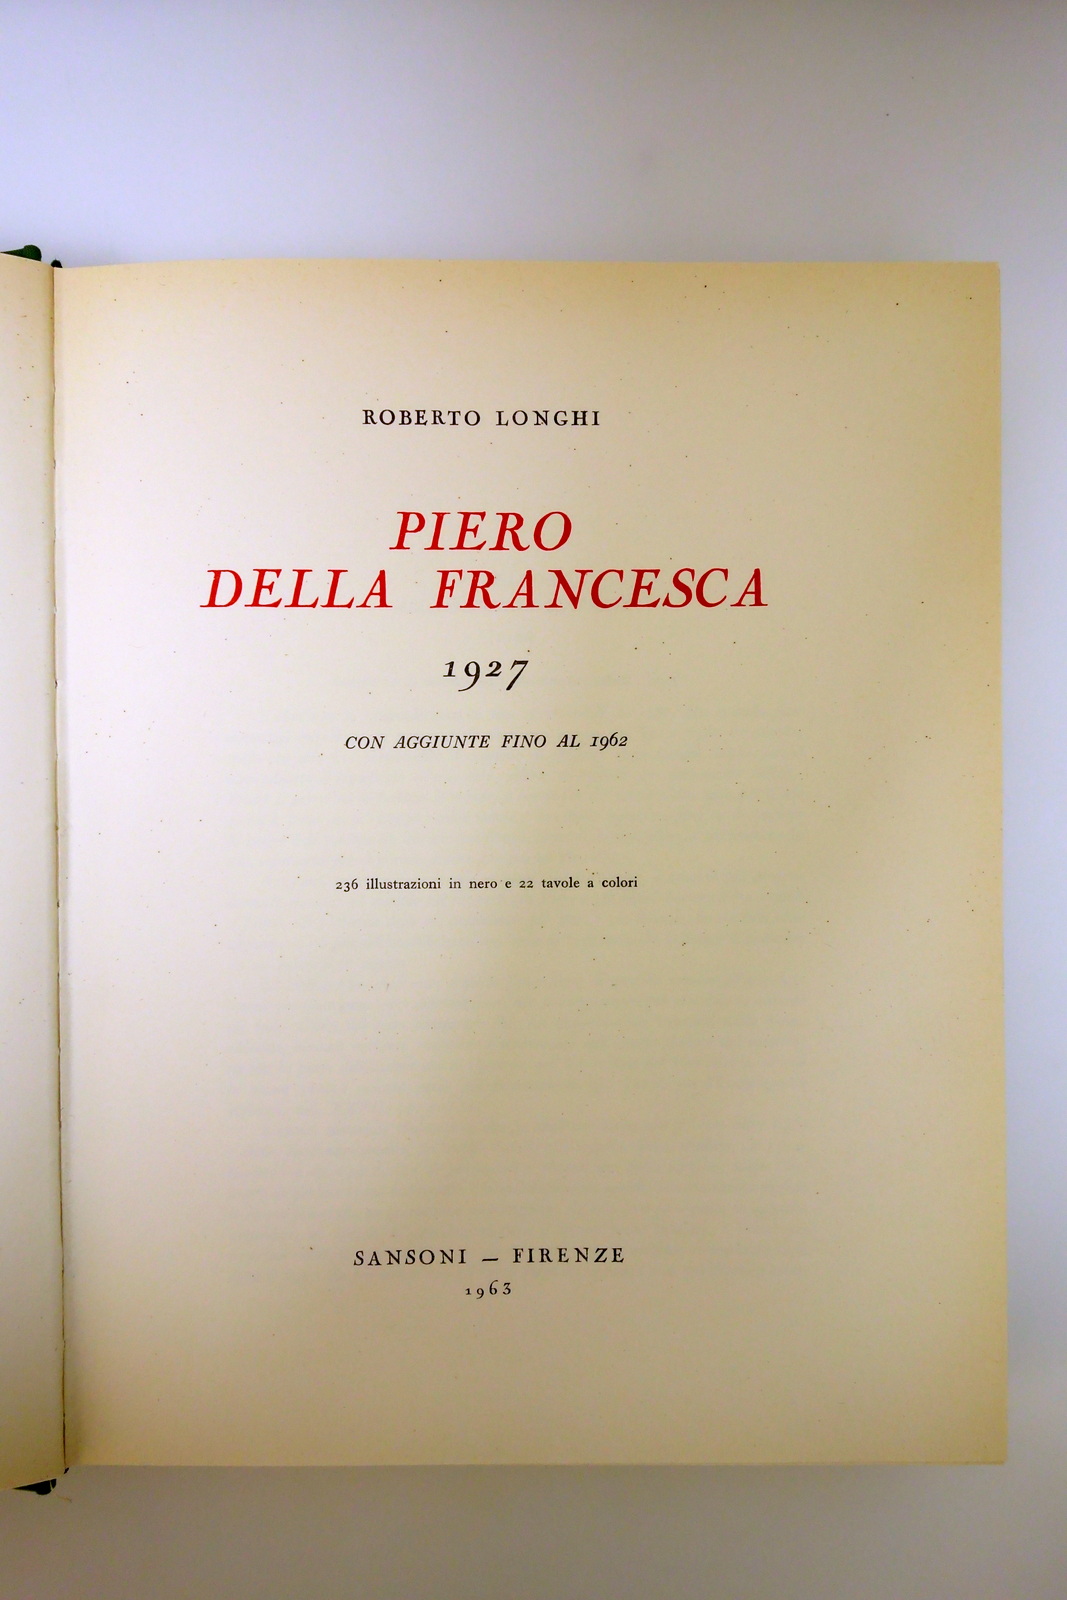 ROBERTO LONGHI
PIERO
DELLA FRANCESCA
1927
CON AGGIUNTE FINO AL 1962
236 illustrazioni in nero e 22 tavole a colori
SANSONI — FIRENZE
1963